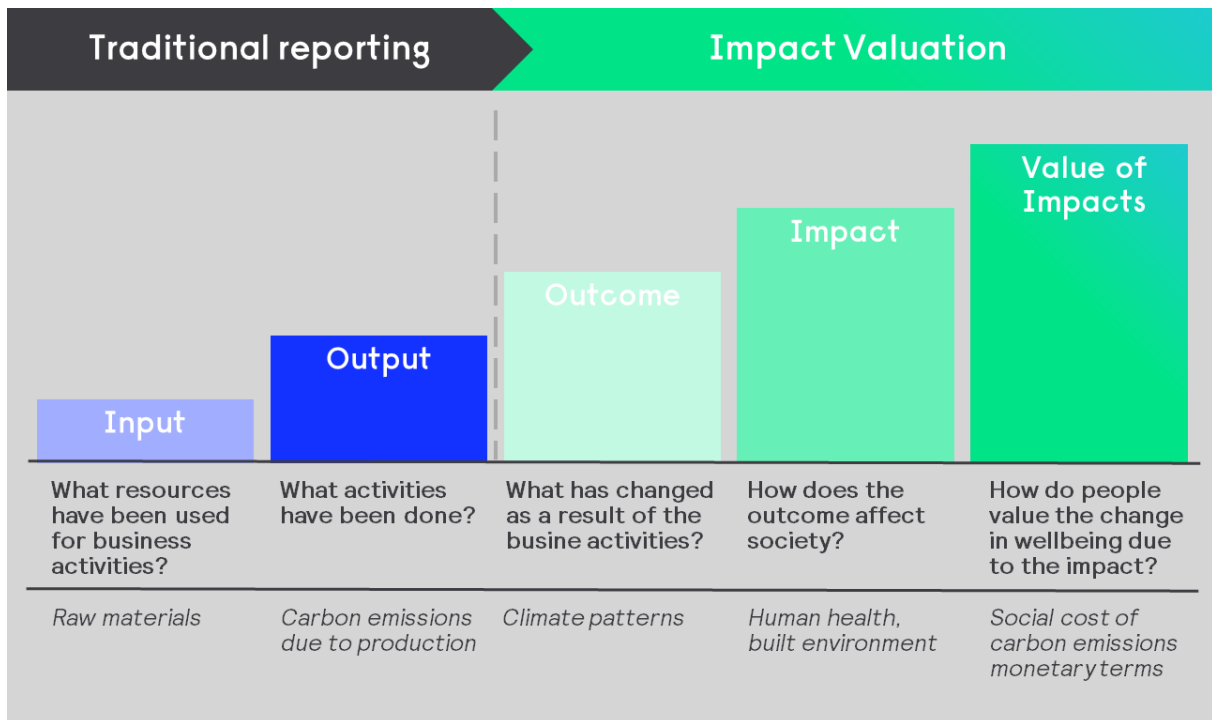 Traditional reporting
Impact Valuation
Input
Output
Outcome
Impact
Value of
Impacts
What resources
have been used
for business
activities?
What activities
have been done?
What has changed
as a result of the
busine activities?
How does the
outcome affect
society?
How do people
value the change
in wellbeing due
to the impact?
Raw materials
Carbon emissions
due to production
Climate patterns
Human health,
built environment
Social cost of
carbon emissions
monetary terms